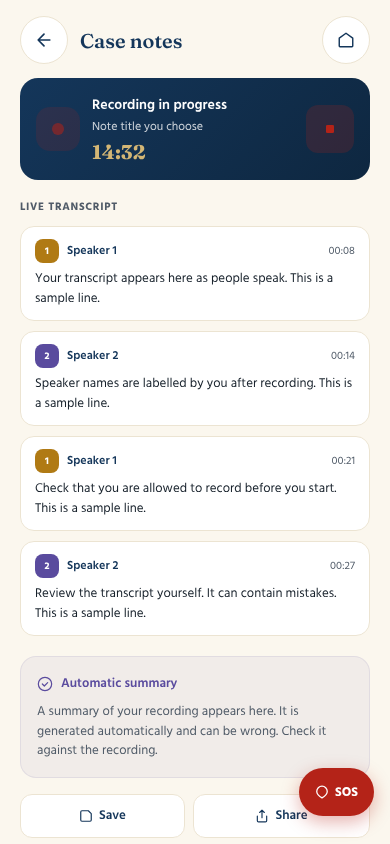 Case notes
Recording in progress
Note title you choose
14:32
LIVE TRANSCRIPT
1 Speaker 1 00:08
Your transcript appears here as people speak. This is a
sample line.
2 Speaker 2 00:14
Speaker names are labelled by you after recording. This is
a sample line.
1 Speaker 1 00:21
Check that you are allowed to record before you start.
This is a sample line.
2 Speaker 2 00:27
Review the transcript yourself. It can contain mistakes.
This is a sample line.
Automatic summary
A summary of your recording appears here. It is
generated automatically and can be wrong. Check it
against the recording.
SOS
Save Share